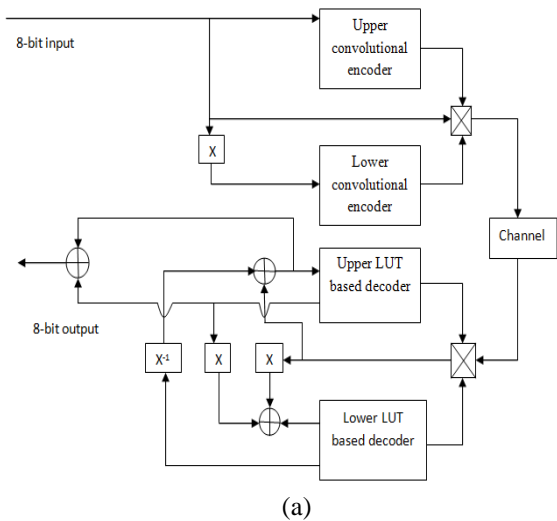 8-bit input
Upper
convolutional
encoder
X
Lower
convolutional
encoder
Channel
Upper LUT
based decoder
8-bit output
X-1
X
X
Lower LUT
based decoder
(a)